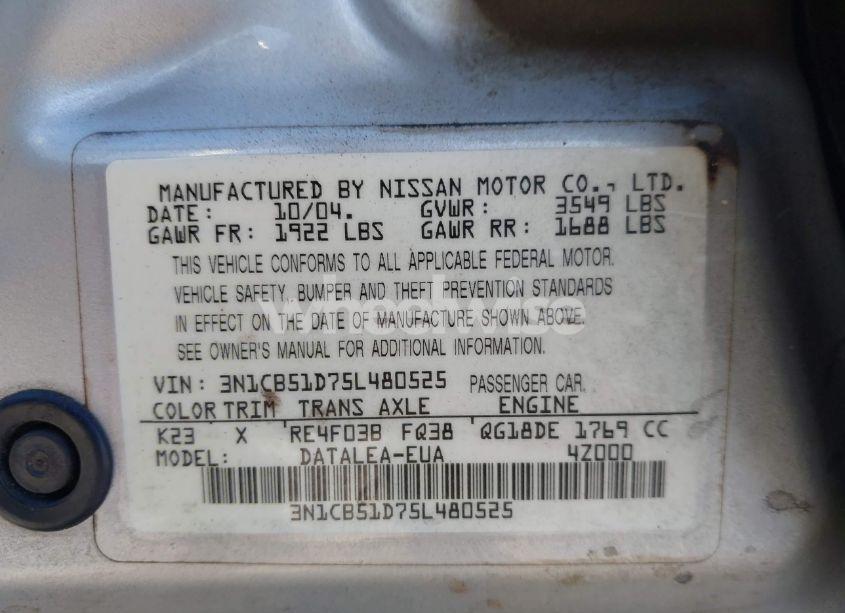 MANUFACTURED BY NISSAN MOTOR CO., LTD.
DATE: 10/04. GVWR: 3549 LBS
GAWR FR: 1922 LBS GAWR RR: 1688 LBS
THIS VEHICLE CONFORMS TO ALL APPLICABLE FEDERAL MOTOR.
VEHICLE SAFETY, BUMPER AND THEFT PREVENTION STANDARDS
IN EFFECT ON THE DATE OF MANUFACTURE SHOWN ABOVE.
SEE OWNER'S MANUAL FOR ADDITIONAL INFORMATION.
VIN: 3N1CB51D75L480525 PASSENGER CAR.
COLOR TRIM TRANS AXLE ENGINE
K23 X RE4F03B FQ38 QG18DE 1769 CC
MODEL: DATALEA-EUA 4Z000
3N1CB51D75L480525